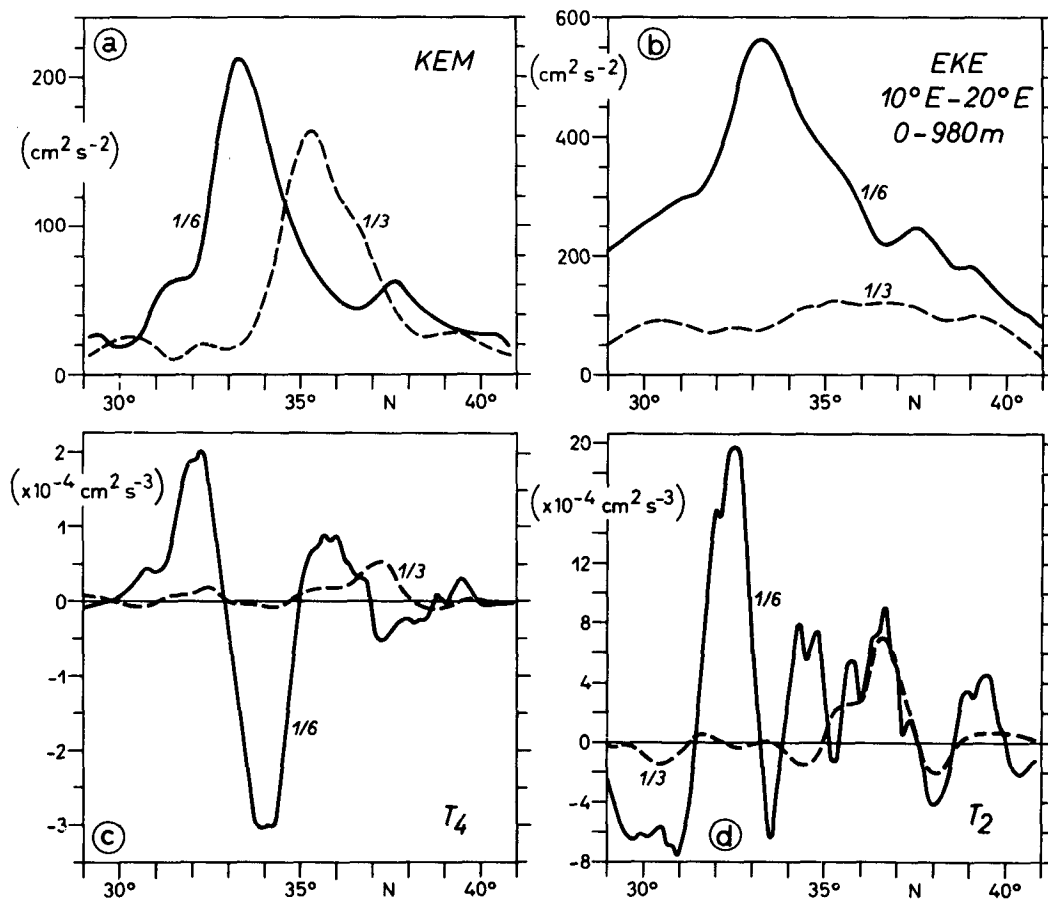 a
KEM
200
(cm² s⁻²)
100
0
1/6
1/3
30° 35° N 40°
b
EKE
10° E – 20° E
0 – 980 m
600
(cm² s⁻²)
400
200
0
1/6
1/3
30° 35° N 40°
c
T₄
2
(x10⁻⁴ cm² s⁻³)
1
0
-1
-2
-3
1/3
1/6
30° 35° N 40°
d
T₂
20
(x10⁻⁴ cm² s⁻³)
12
8
4
0
-4
-8
1/6
1/3
30° 35° N 40°